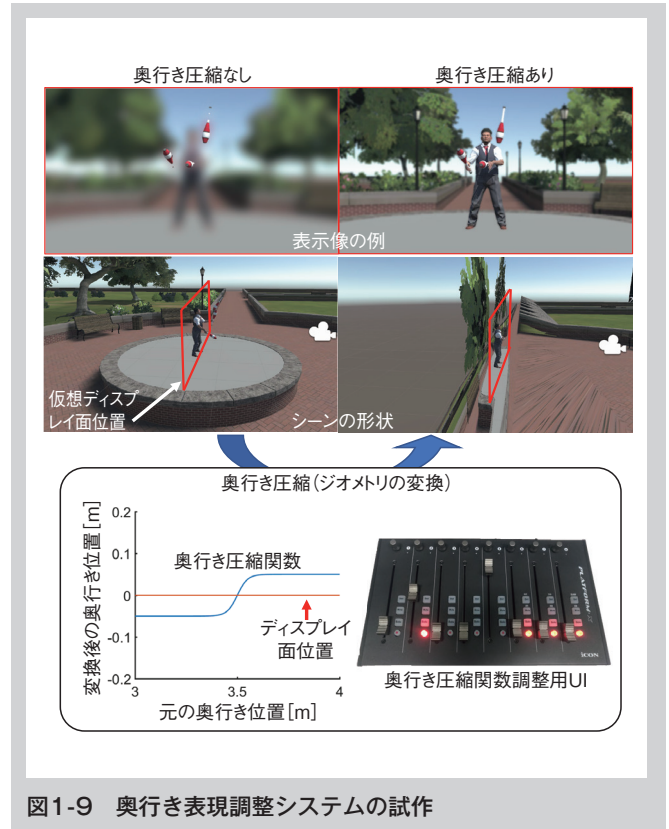 奥行き圧縮なし
奥行き圧縮あり
表示像の例
仮想ディスプ
レイ面位置
シーンの形状
奥行き圧縮(ジオメトリの変換)
変換後の奥行き位置[m]
0.2
0.1
0
-0.1
-0.2
奥行き圧縮関数
ディスプレイ
面位置
3
3.5
4
元の奥行き位置[m]
PLATFORM
iCON
奥行き圧縮関数調整用UI
図1-9 奥行き表現調整システムの試作